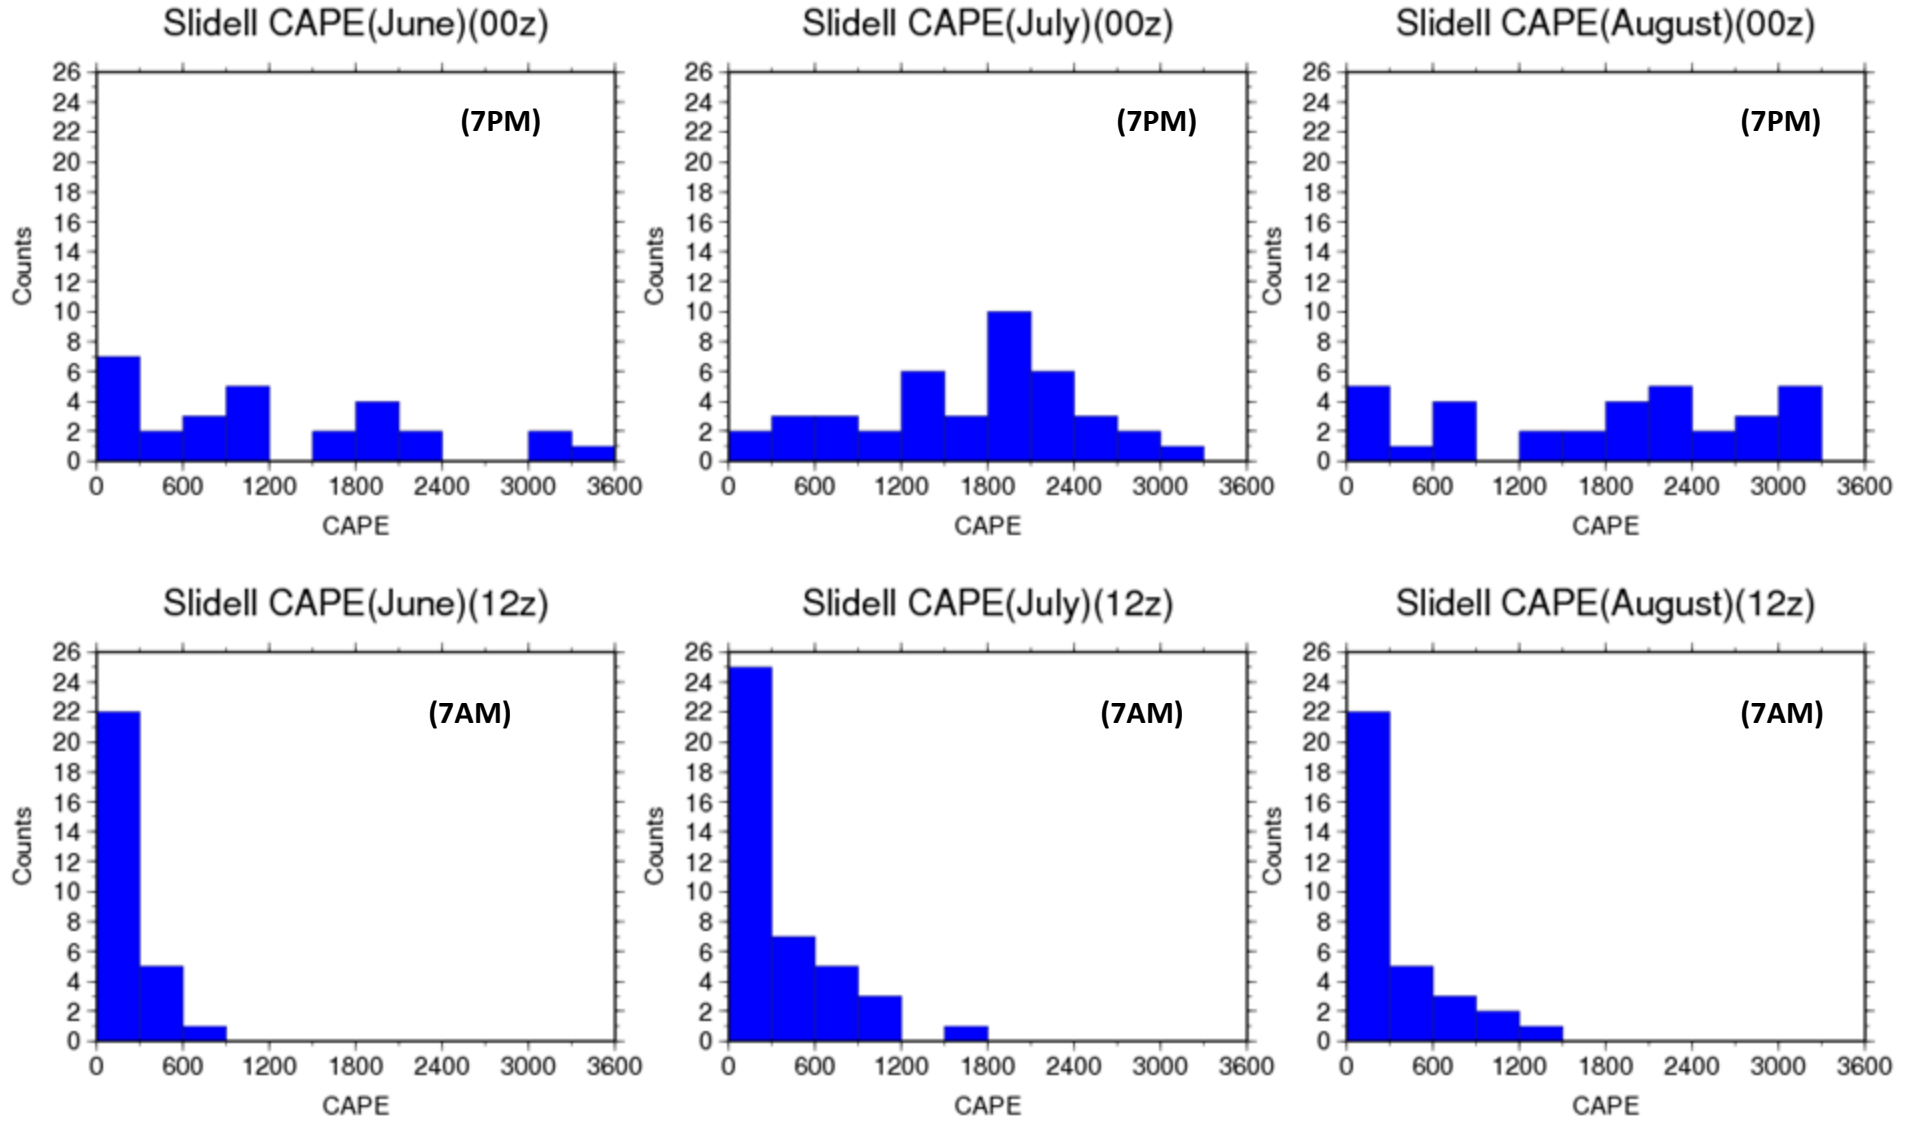 Slidell CAPE(June)(00z)
26
24
22
20
18
16
14
12
10
8
6
4
2
0
Counts
(7PM)
0 600 1200 1800 2400 3000 3600
CAPE
Slidell CAPE(July)(00z)
26
24
22
20
18
16
14
12
10
8
6
4
2
0
Counts
(7PM)
0 600 1200 1800 2400 3000 3600
CAPE
Slidell CAPE(August)(00z)
26
24
22
20
18
16
14
12
10
8
6
4
2
0
Counts
(7PM)
0 600 1200 1800 2400 3000 3600
CAPE
Slidell CAPE(June)(12z)
26
24
22
20
18
16
14
12
10
8
6
4
2
0
Counts
(7AM)
0 600 1200 1800 2400 3000 3600
CAPE
Slidell CAPE(July)(12z)
26
24
22
20
18
16
14
12
10
8
6
4
2
0
Counts
(7AM)
0 600 1200 1800 2400 3000 3600
CAPE
Slidell CAPE(August)(12z)
26
24
22
20
18
16
14
12
10
8
6
4
2
0
Counts
(7AM)
0 600 1200 1800 2400 3000 3600
CAPE